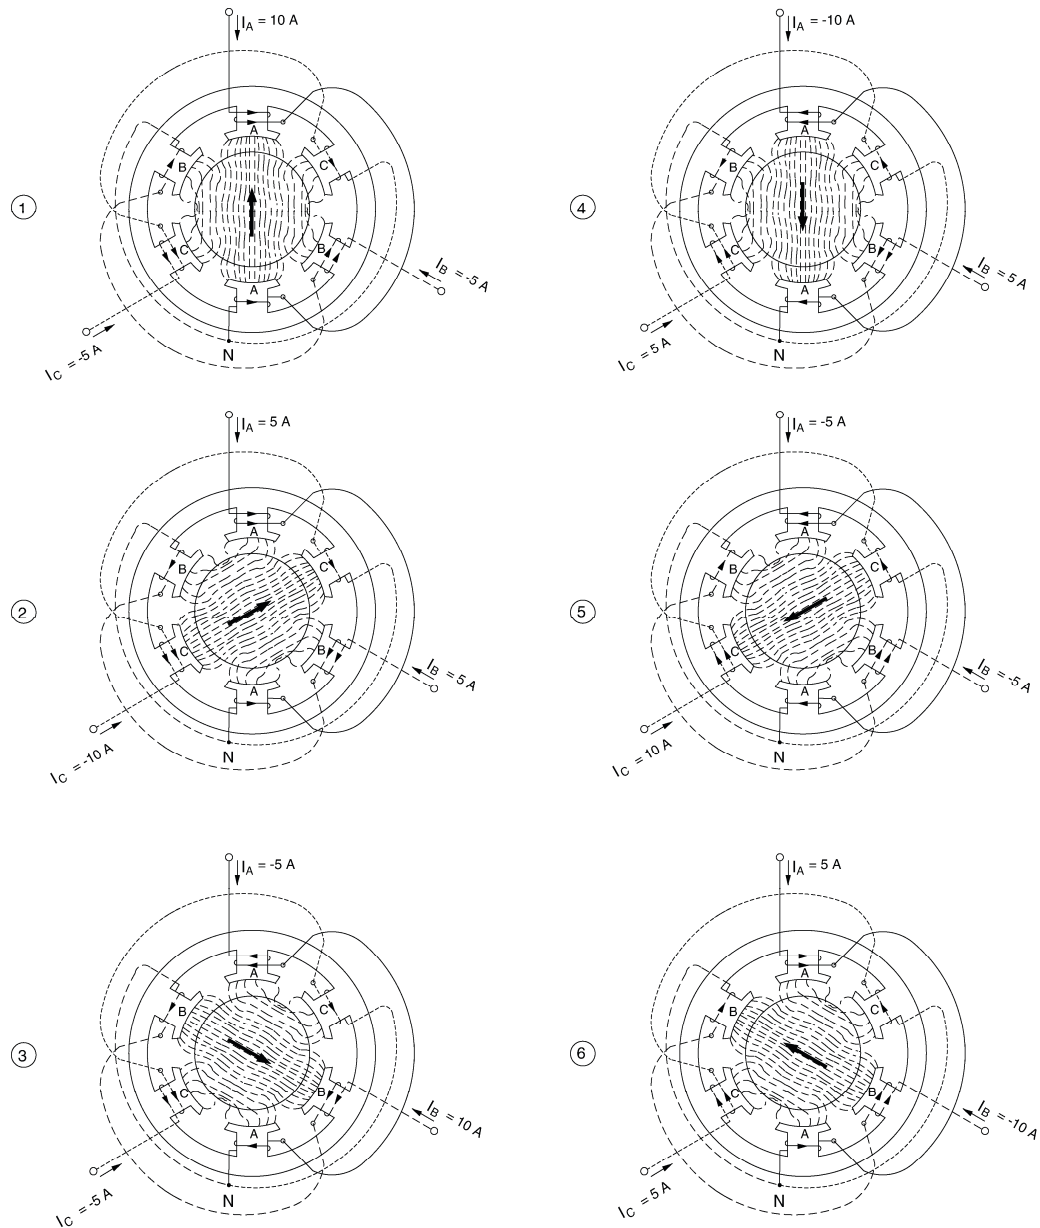 I_A = 10 A
A
B
C
1
C
B
A
I_B = -5 A
N
I_C = -5 A
I_A = -10 A
A
B
C
4
C
B
A
I_B = 5 A
N
I_C = 5 A
I_A = 5 A
A
B
C
2
C
B
A
I_B = 5 A
N
I_C = -10 A
I_A = -5 A
A
B
C
5
C
B
A
I_B = -5 A
N
I_C = 10 A
I_A = -5 A
A
B
C
3
C
B
A
I_B = 10 A
N
I_C = -5 A
I_A = 5 A
A
B
C
6
C
B
A
I_B = -10 A
N
I_C = 5 A